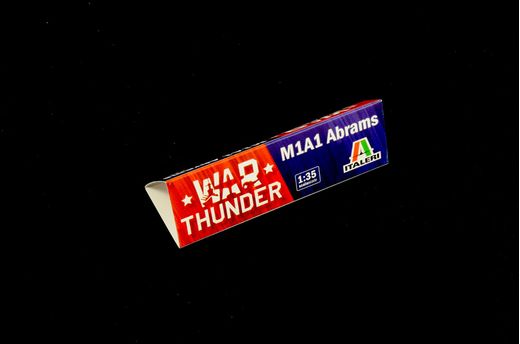 WAR
THUNDER
M1A1 Abrams
1:35
ITALERI